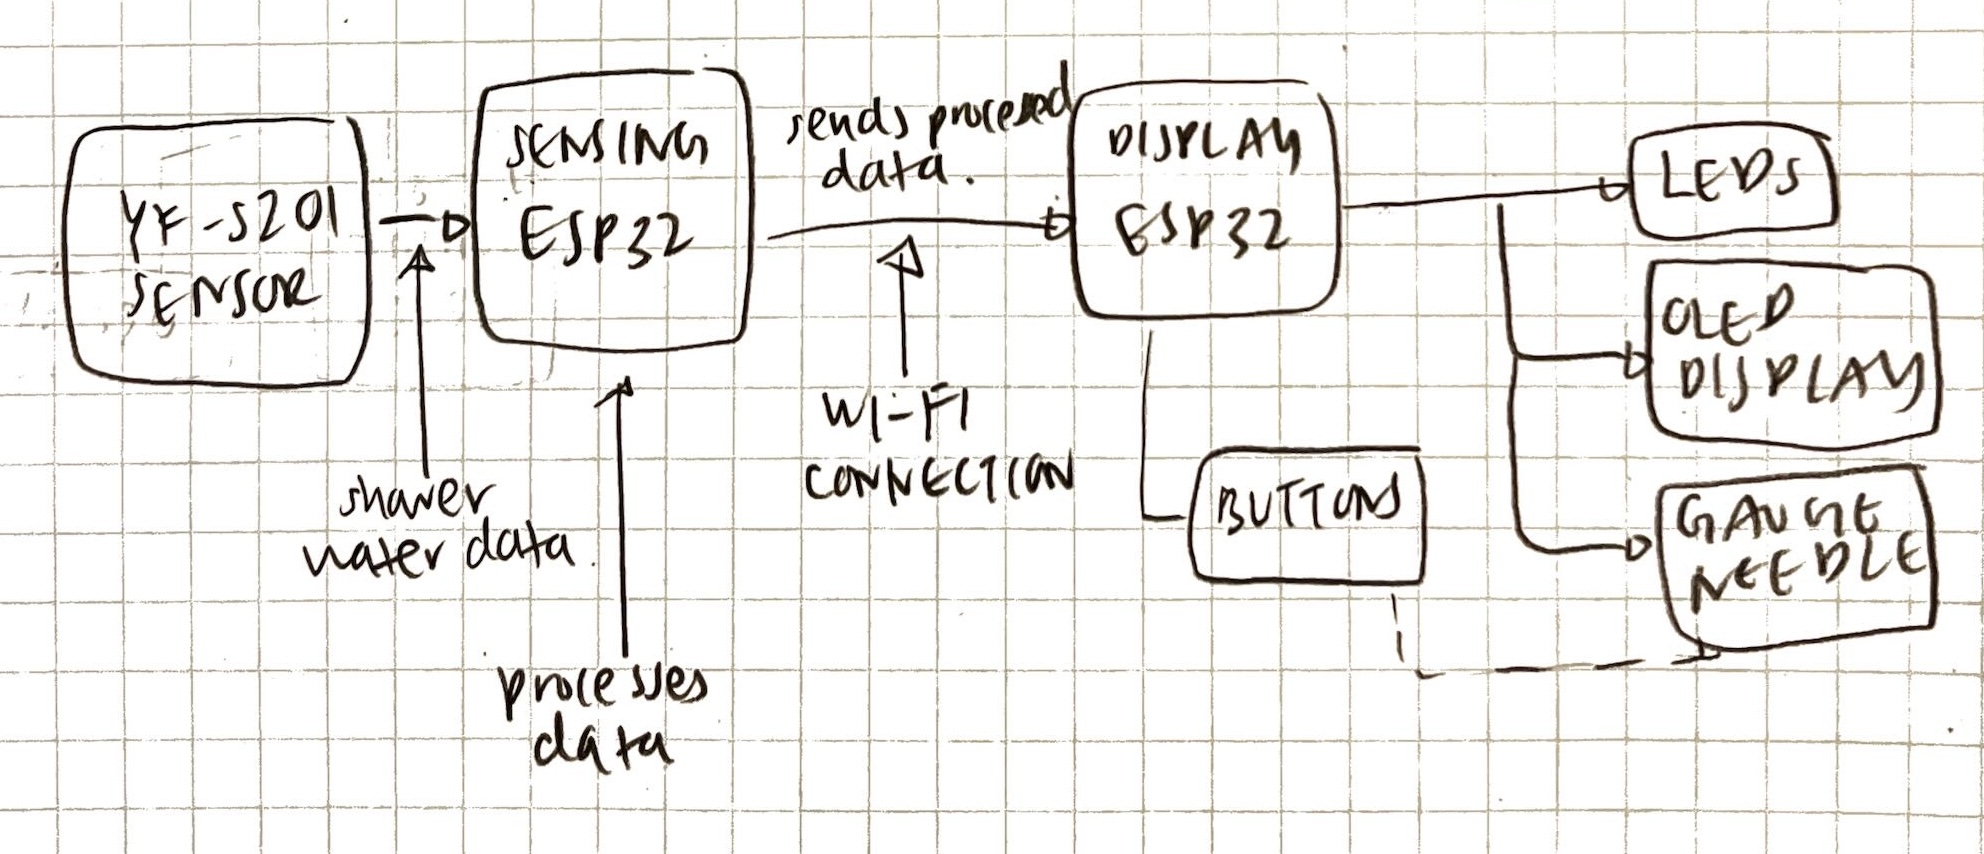 YF-S201
SENSOR
SENSING
ESP32
sends processed
data.
DISPLAY
ESP32
LEDS
OLED
DISPLAY
GAUGE
NEEDLE
BUTTONS
WI-FI
CONNECTION
shower
water data.
processes
data